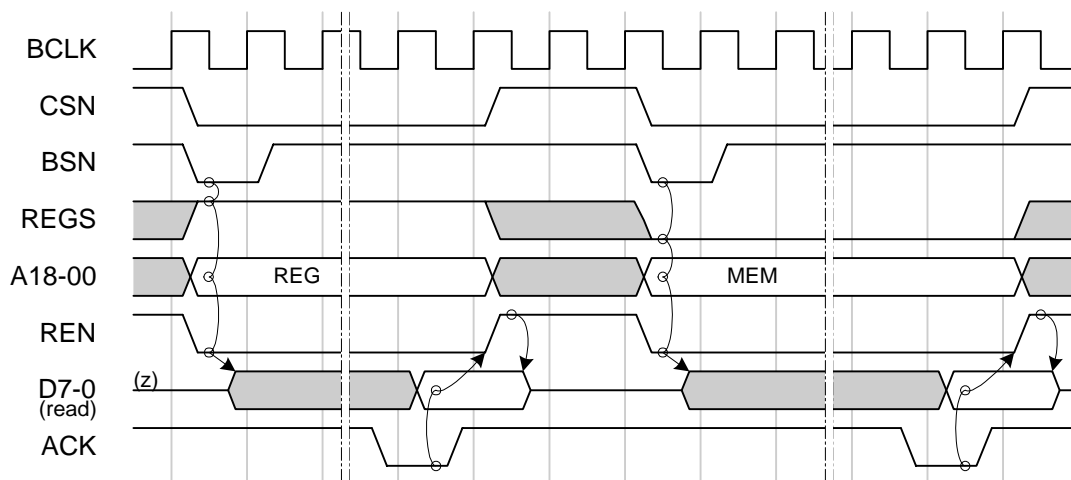 BCLK
CSN
BSN
REGS
A18-00 REG MEM
REN
D7-0 (z)
(read)
ACK